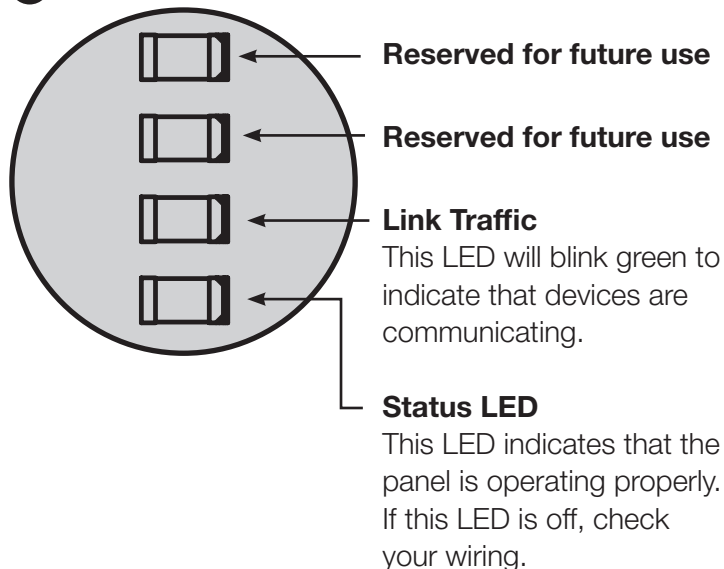 Reserved for future use
Reserved for future use
Link Traffic
This LED will blink green to
indicate that devices are
communicating.
Status LED
This LED indicates that the
panel is operating properly.
If this LED is off, check
your wiring.